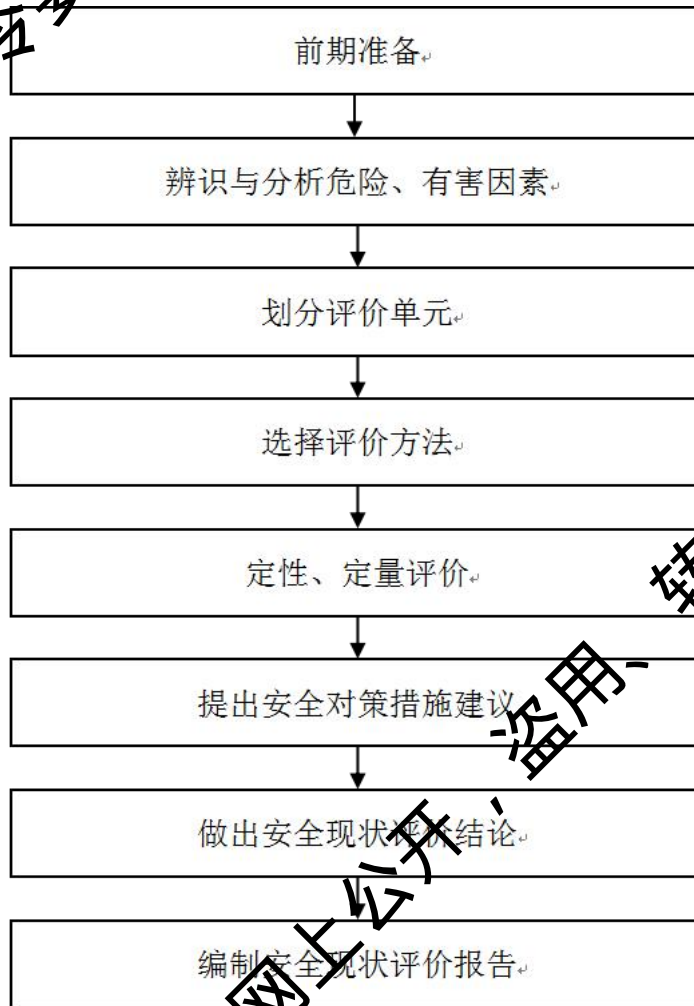 前期准备
辨识与分析危险、有害因素
划分评价单元
选择评价方法
定性、定量评价
提出安全对策措施建议
做出安全现状评价结论
编制安全现状评价报告
网上公开，盗用、转